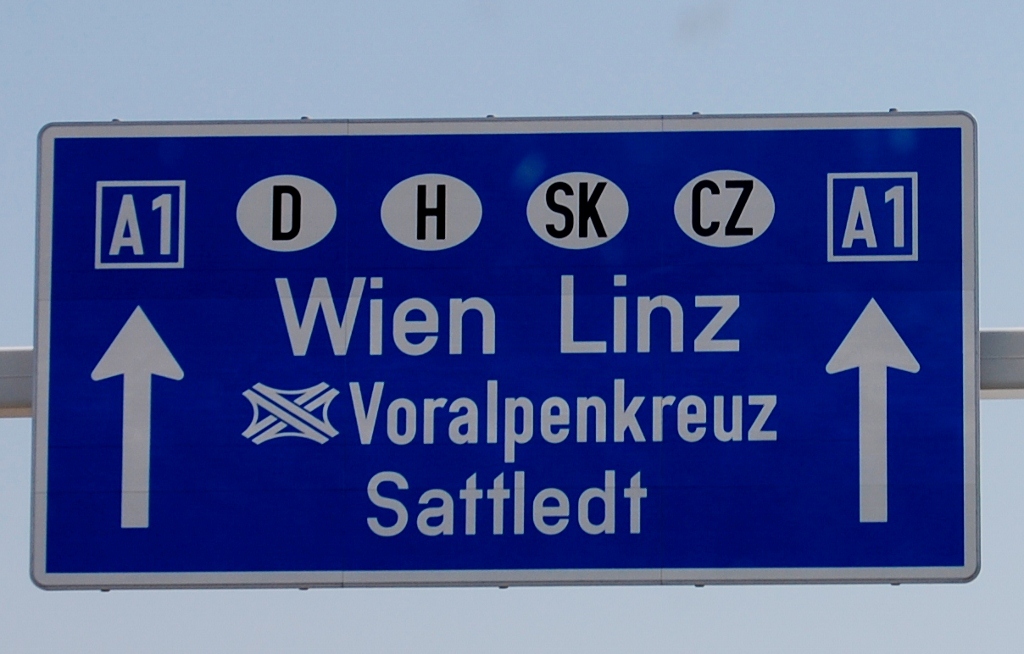 A1 D H SK CZ A1
Wien Linz
Voralpenkreuz
Sattledt